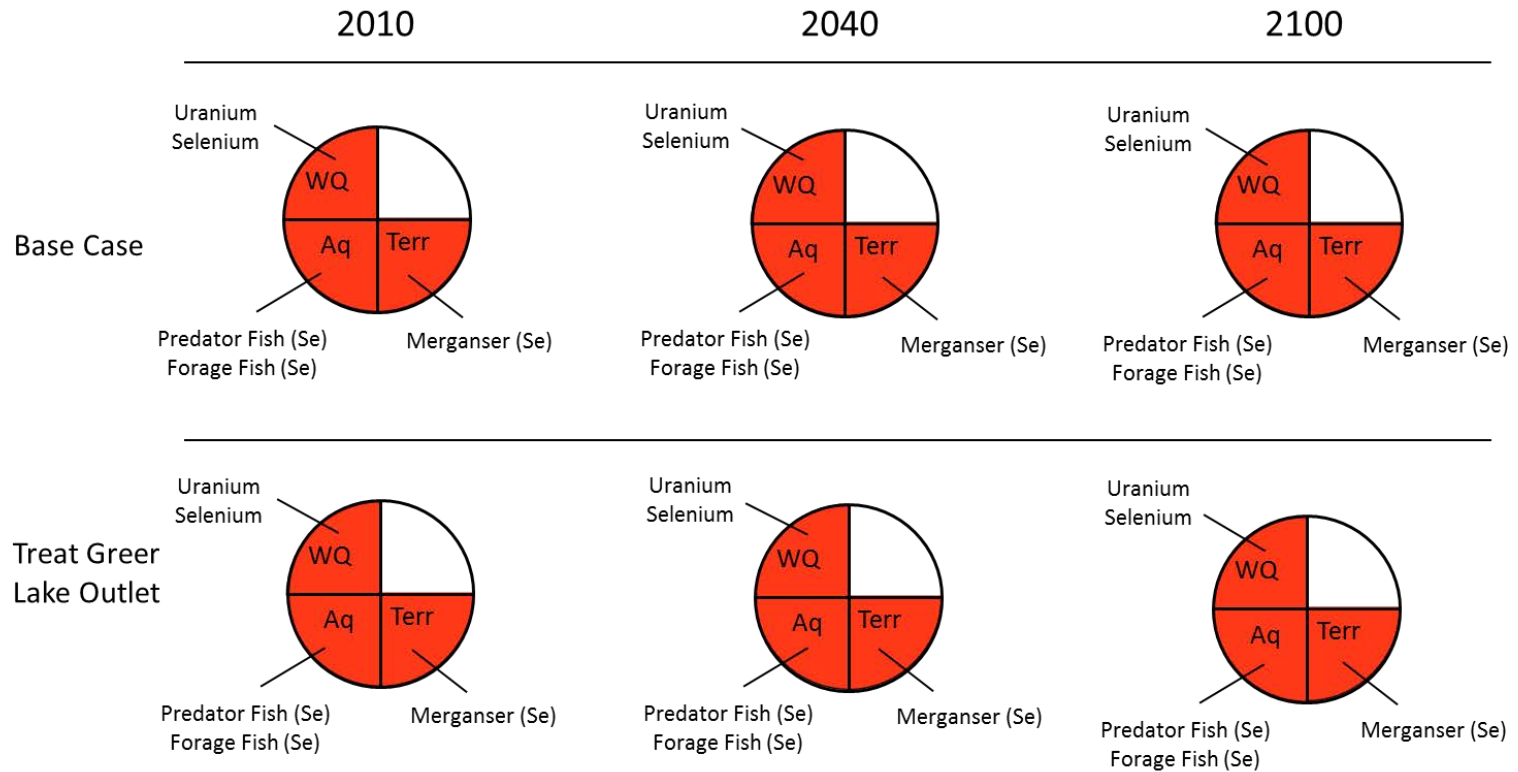 2010
2040
2100
Base Case
Uranium
Selenium
WQ
Aq
Terr
Predator Fish (Se)
Forage Fish (Se)
Merganser (Se)
Uranium
Selenium
WQ
Aq
Terr
Predator Fish (Se)
Forage Fish (Se)
Merganser (Se)
Uranium
Selenium
WQ
Aq
Terr
Predator Fish (Se)
Forage Fish (Se)
Merganser (Se)
Treat Greer
Lake Outlet
Uranium
Selenium
WQ
Aq
Terr
Predator Fish (Se)
Forage Fish (Se)
Merganser (Se)
Uranium
Selenium
WQ
Aq
Terr
Predator Fish (Se)
Forage Fish (Se)
Merganser (Se)
Uranium
Selenium
WQ
Aq
Terr
Predator Fish (Se)
Forage Fish (Se)
Merganser (Se)